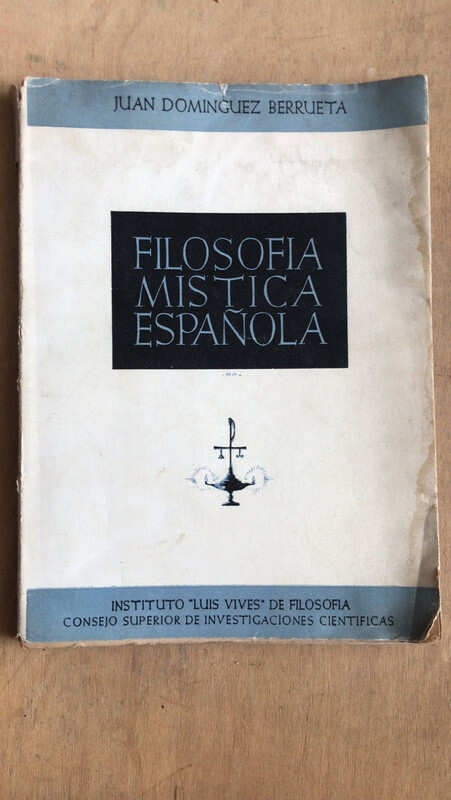 JUAN DOMINGUEZ BERRUETA
FILOSOFIA
MISTICA
ESPAÑOLA
INSTITUTO "LUIS VIVES" DE FILOSOFIA
CONSEJO SUPERIOR DE INVESTIGACIONES CIENTIFICAS